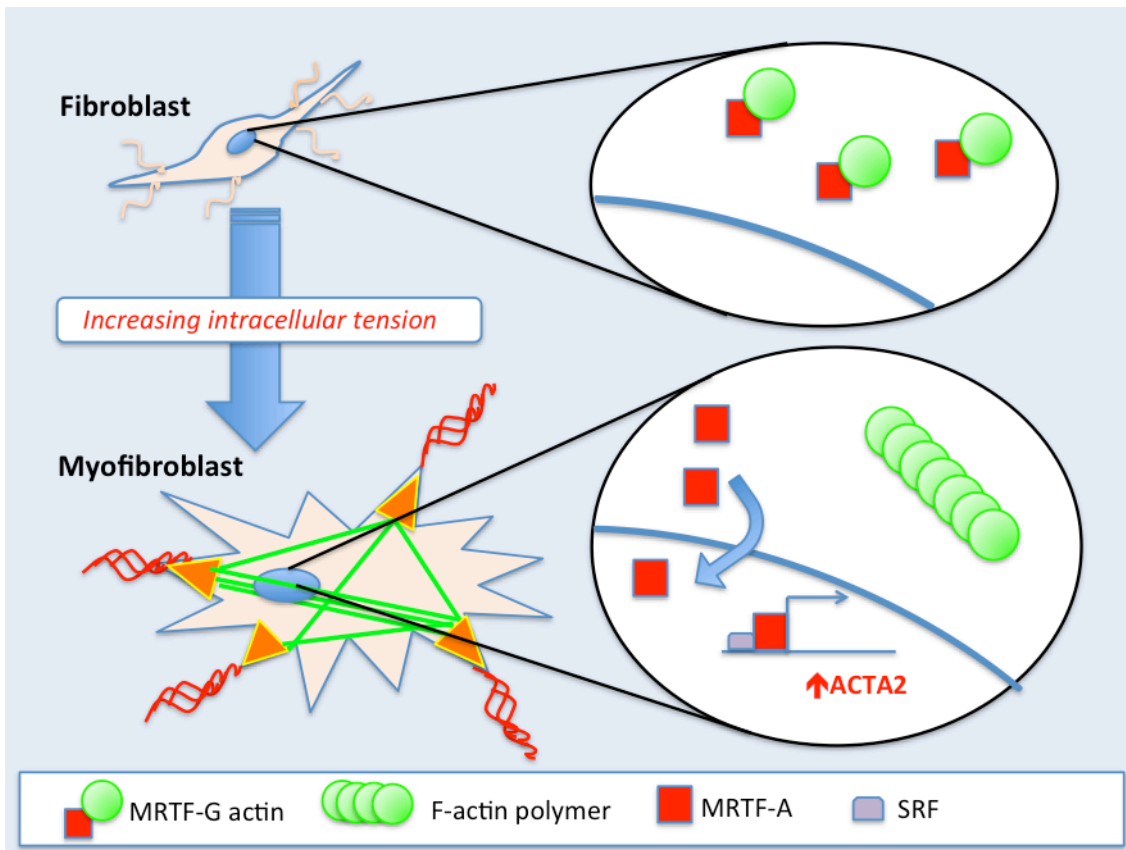 Fibroblast
Increasing intracellular tension
Myofibroblast
ACTA2
MRTF-G actin
F-actin polymer
MRTF-A
SRF